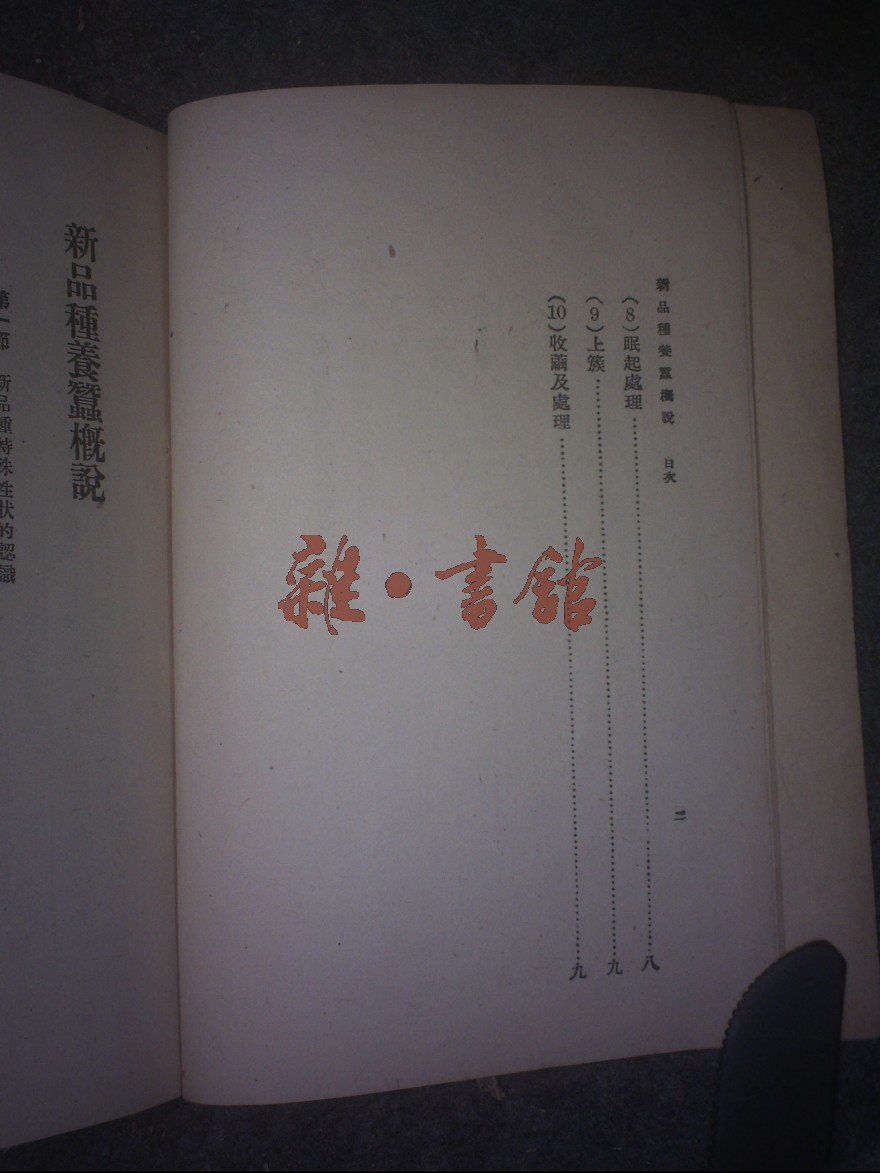 新品種養蠶概說　目次
二
(8)眠起處理……八
(9)上簇……九
(10)收繭及處理……九
雜·書館
新品種養蠶概說
第一節　新品種特殊性狀的認識